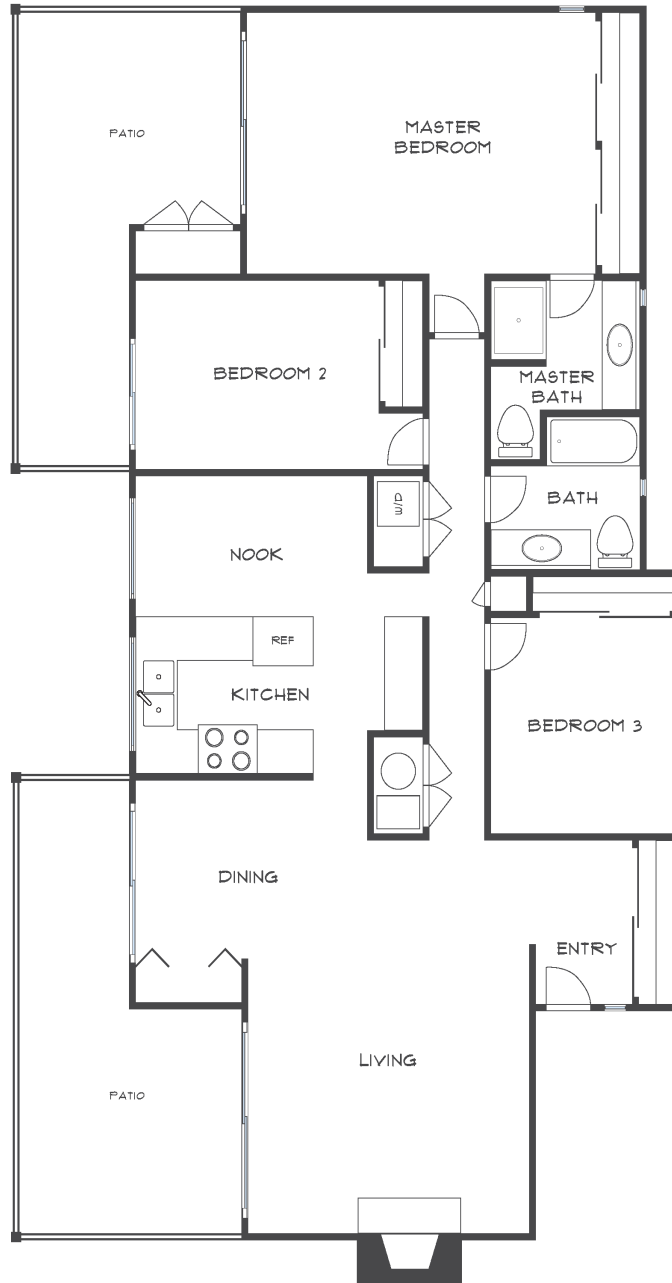 PATIO
MASTER
BEDROOM
BEDROOM 2
MASTER
BATH
D/W
BATH
NOOK
REF
KITCHEN
BEDROOM 3
DINING
ENTRY
LIVING
PATIO